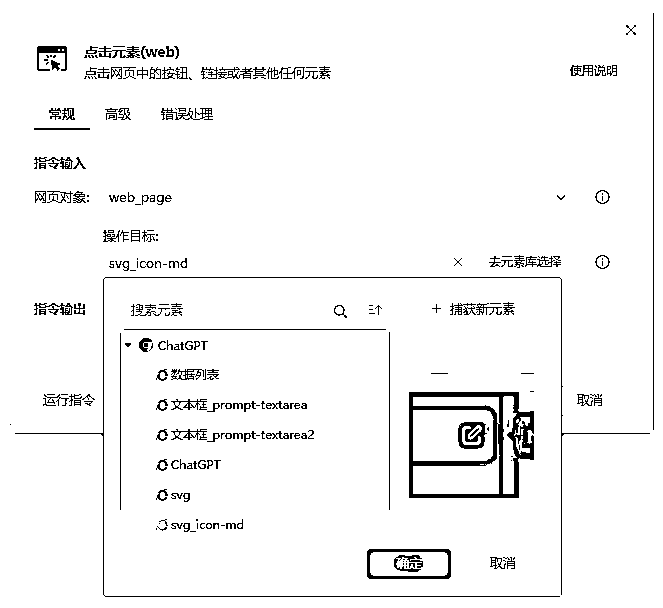 点击元素(web)
点击网页中的按钮、链接或者其他任何元素
使用说明
常规 高级 错误处理
指令输入
网页对象: web_page
操作目标:
svg_icon-md 去元素库选择
指令输出
搜索元素
捕获新元素
ChatGPT
数据列表
文本框_prompt-textarea
文本框_prompt-textarea2
ChatGPT
svg
svg_icon-md
运行指令
取消
确定 取消